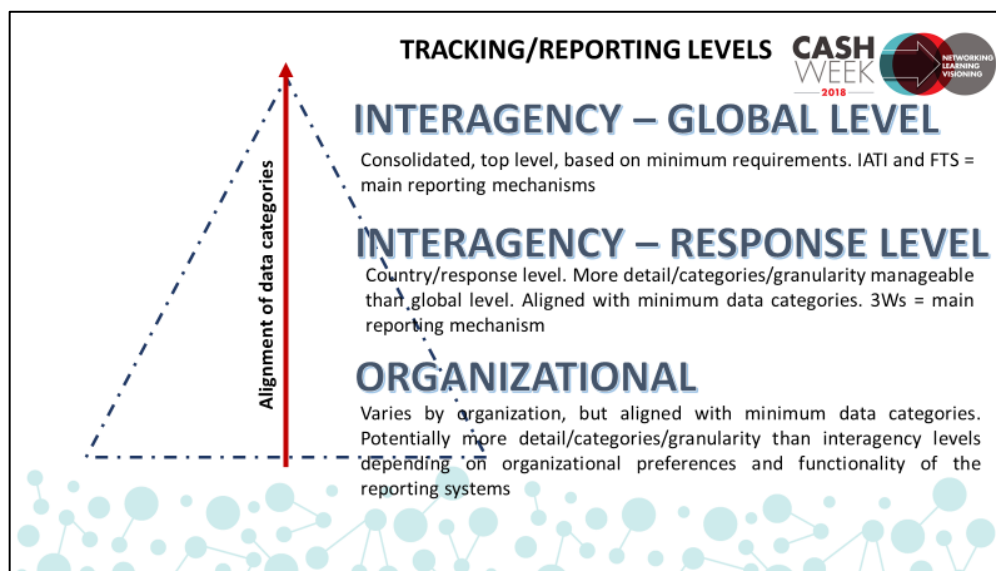 TRACKING/REPORTING LEVELS
CASH
WEEK
2018
NETWORKING
LEARNING
VISIONING
INTERAGENCY – GLOBAL LEVEL
Consolidated, top level, based on minimum requirements. IATI and FTS =
main reporting mechanisms
Alignment of data categories
INTERAGENCY – RESPONSE LEVEL
Country/response level. More detail/categories/granularity manageable
than global level. Aligned with minimum data categories. 3Ws = main
reporting mechanism
ORGANIZATIONAL
Varies by organization, but aligned with minimum data categories.
Potentially more detail/categories/granularity than interagency levels
depending on organizational preferences and functionality of the
reporting systems